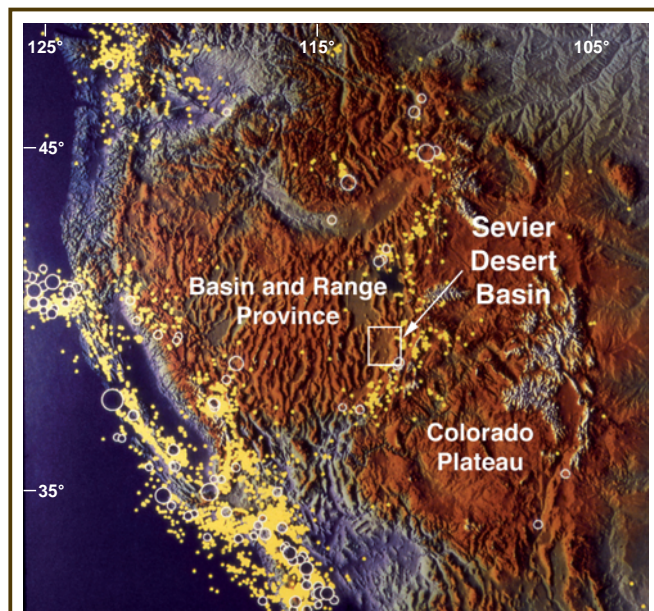 125°
115°
105°
45°
Sevier
Desert
Basin
Basin and Range
Province
Colorado
Plateau
35°